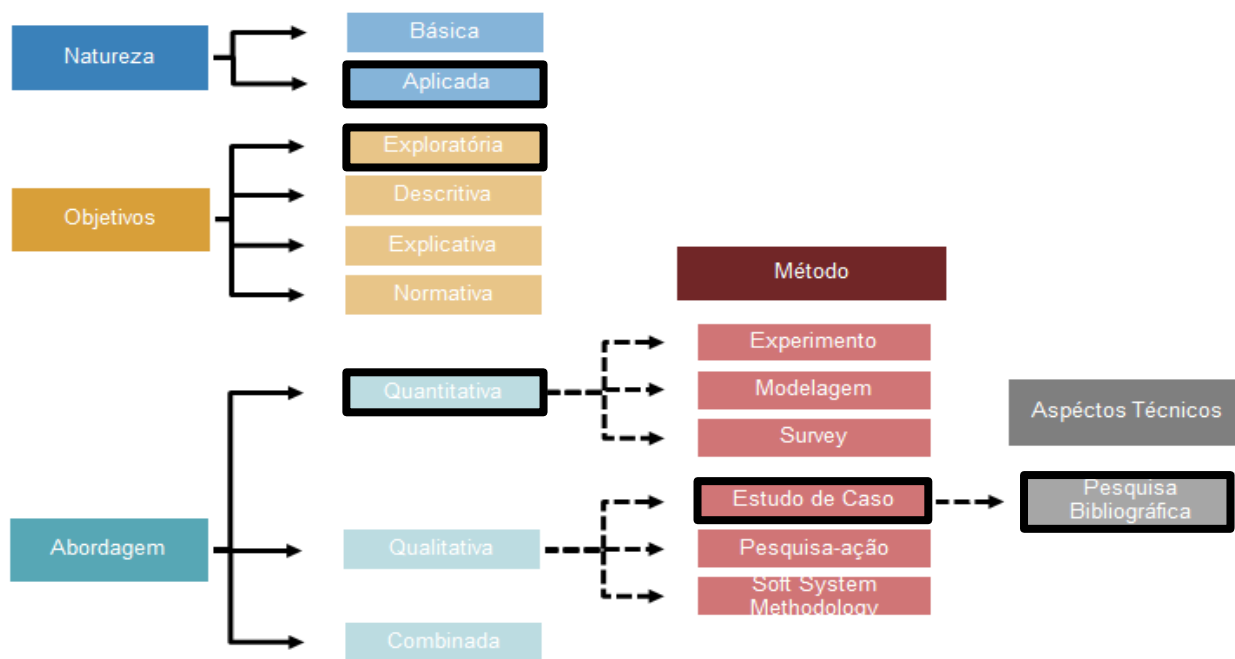 Natureza
Básica
Aplicada
Objetivos
Exploratória
Descritiva
Explicativa
Normativa
Método
Abordagem
Quantitativa
Experimento
Modelagem
Survey
Qualitativa
Estudo de Caso
Pesquisa-ação
Soft System
Methodology
Combinada
Aspéctos Técnicos
Pesquisa
Bibliográfica